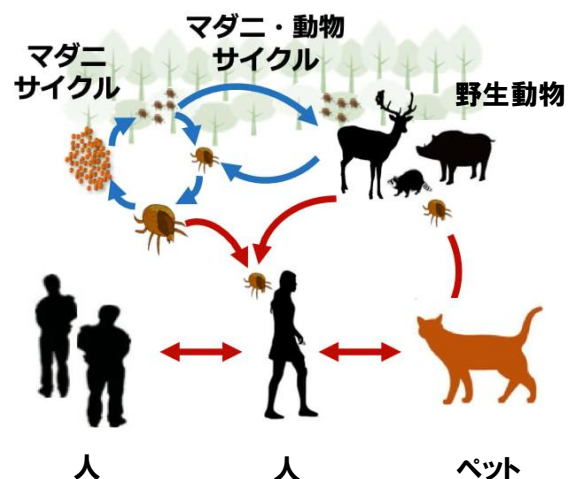 マダニ
サイクル
マダニ・動物
サイクル
野生動物
人
人
ペット